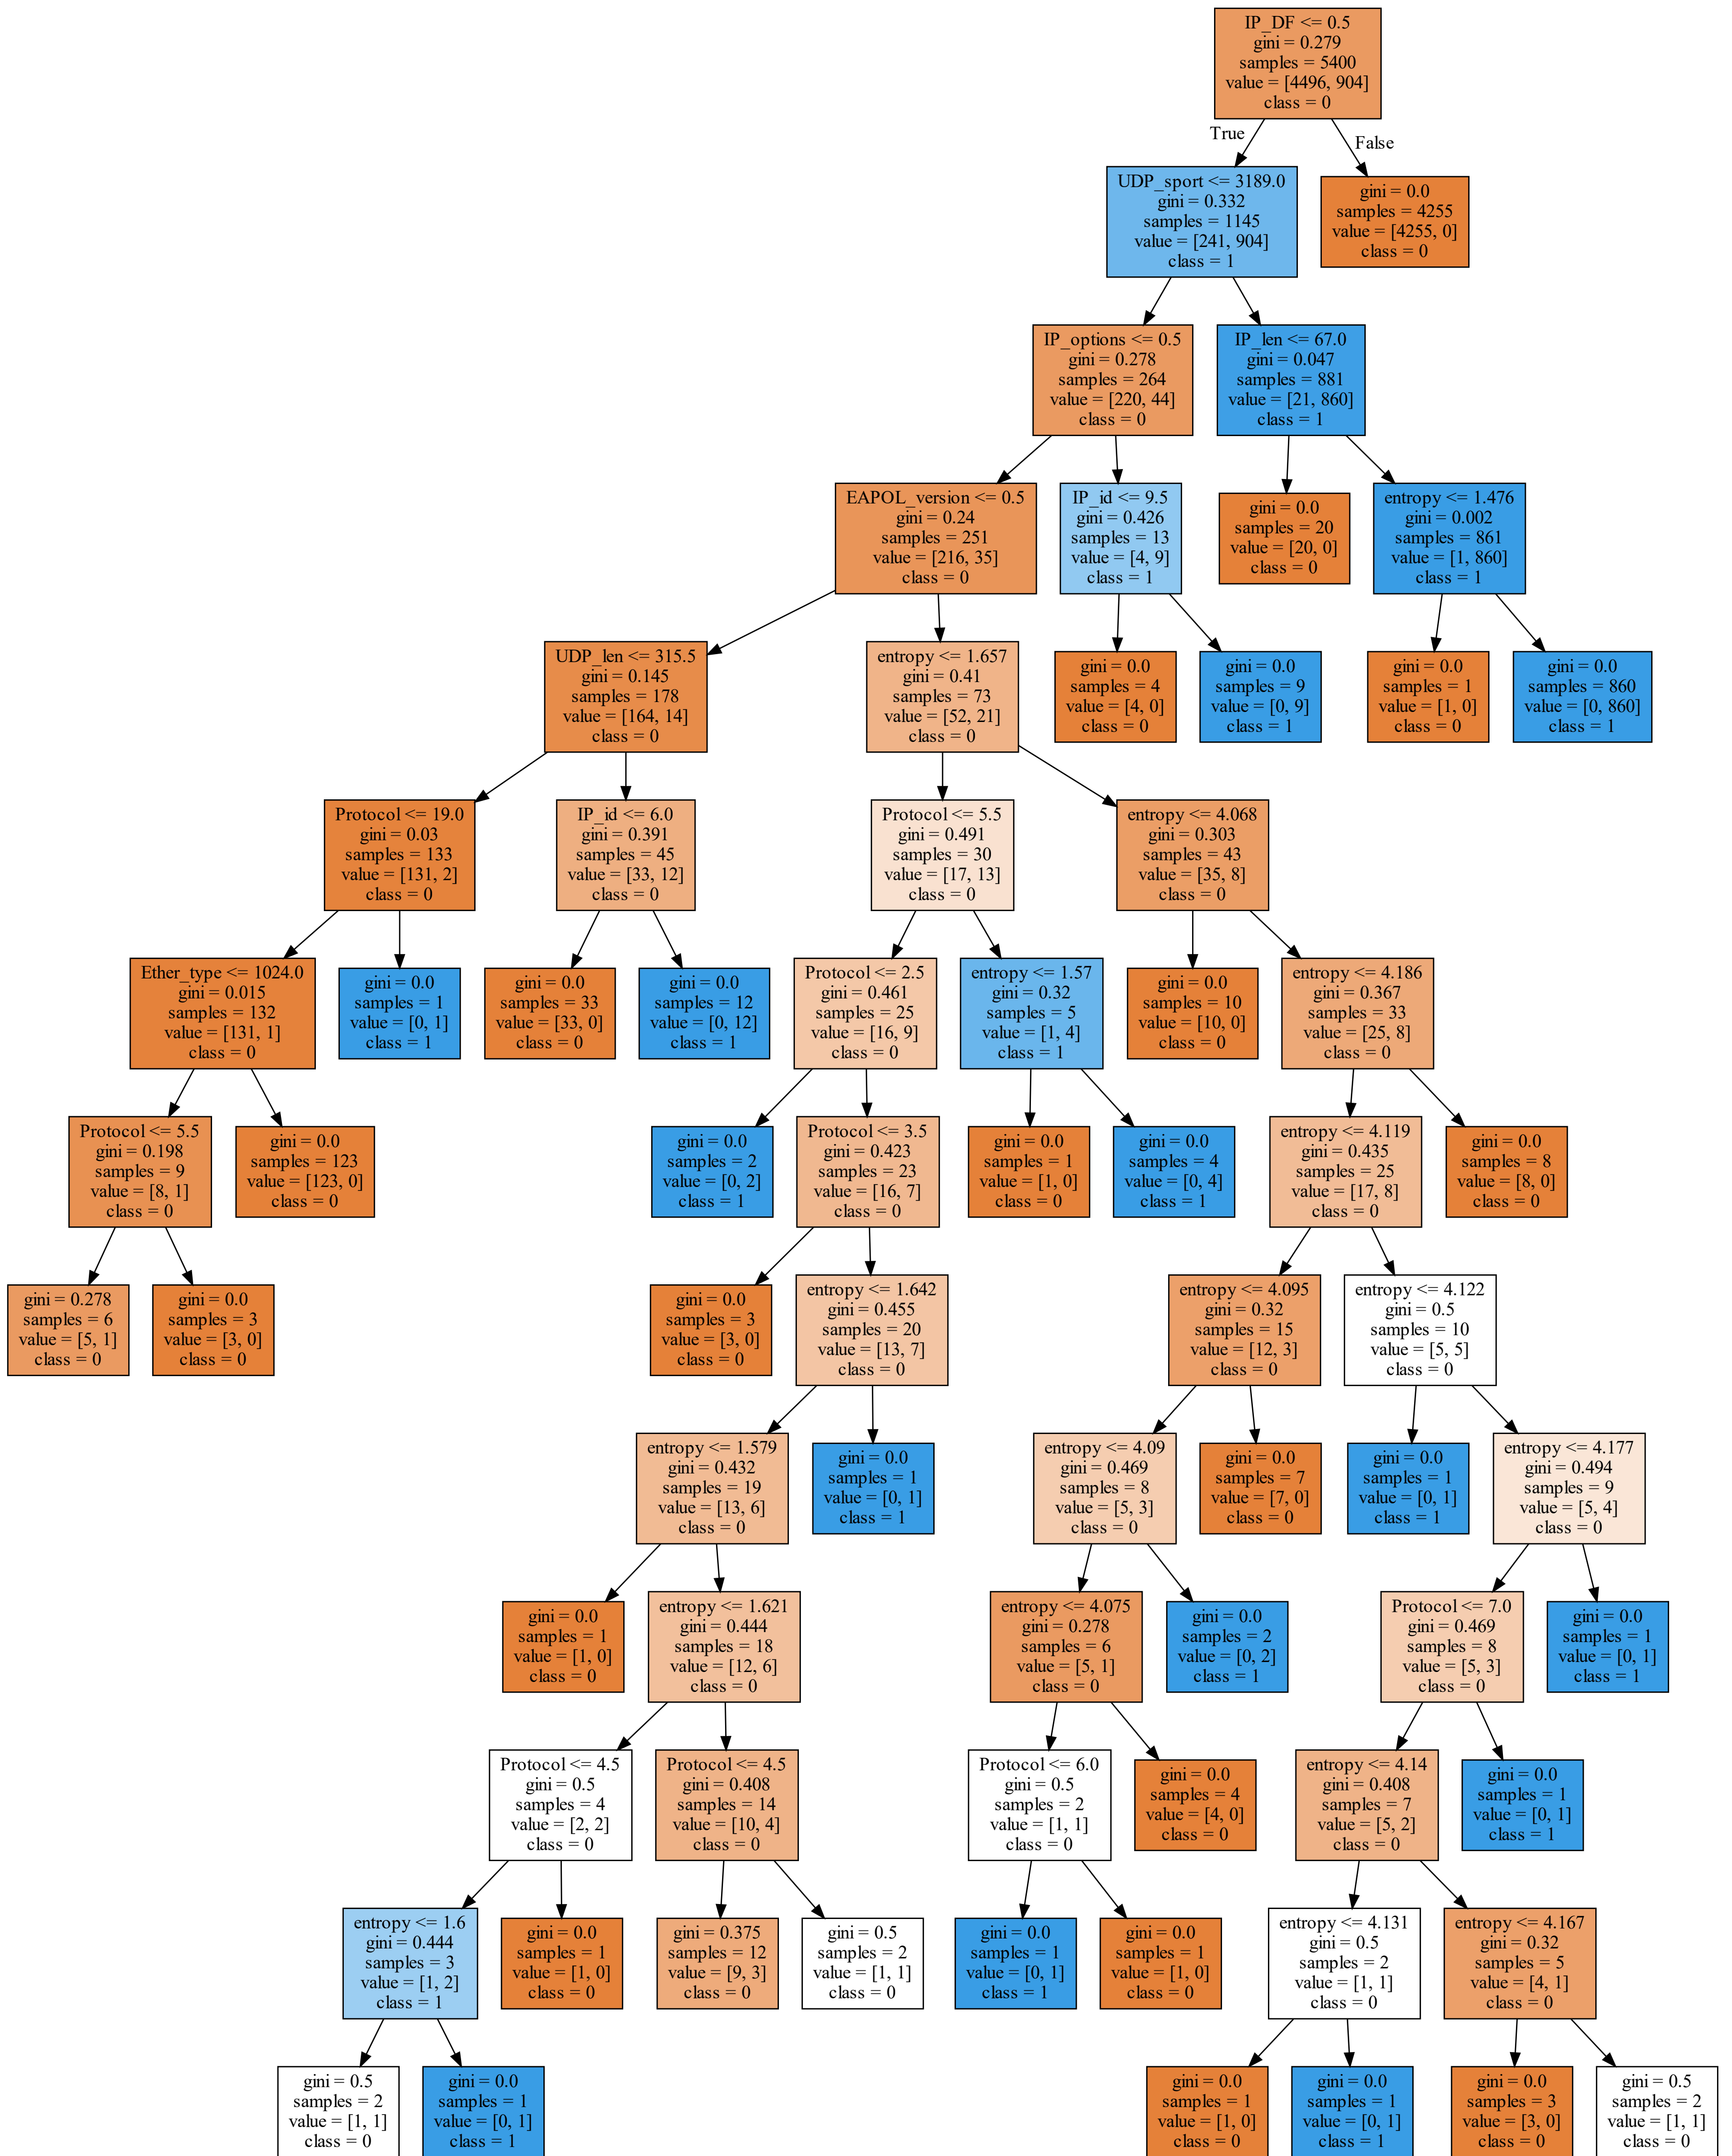 IP_DF <= 0.5
gini = 0.279
samples = 5400
value = [4496, 904]
class = 0
True
False
UDP_sport <= 3189.0
gini = 0.332
samples = 1145
value = [241, 904]
class = 1
gini = 0.0
samples = 4255
value = [4255, 0]
class = 0
IP_options <= 0.5
gini = 0.278
samples = 264
value = [220, 44]
class = 0
IP_len <= 67.0
gini = 0.047
samples = 881
value = [21, 860]
class = 1
EAPOL_version <= 0.5
gini = 0.24
samples = 251
value = [216, 35]
class = 0
IP_id <= 9.5
gini = 0.426
samples = 13
value = [4, 9]
class = 1
gini = 0.0
samples = 20
value = [20, 0]
class = 0
entropy <= 1.476
gini = 0.002
samples = 861
value = [1, 860]
class = 1
UDP_len <= 315.5
gini = 0.145
samples = 178
value = [164, 14]
class = 0
entropy <= 1.657
gini = 0.41
samples = 73
value = [52, 21]
class = 0
gini = 0.0
samples = 4
value = [4, 0]
class = 0
gini = 0.0
samples = 9
value = [0, 9]
class = 1
gini = 0.0
samples = 1
value = [1, 0]
class = 0
gini = 0.0
samples = 860
value = [0, 860]
class = 1
Protocol <= 19.0
gini = 0.03
samples = 133
value = [131, 2]
class = 0
IP_id <= 6.0
gini = 0.391
samples = 45
value = [33, 12]
class = 0
Protocol <= 5.5
gini = 0.491
samples = 30
value = [17, 13]
class = 0
entropy <= 4.068
gini = 0.303
samples = 43
value = [35, 8]
class = 0
Ether_type <= 1024.0
gini = 0.015
samples = 132
value = [131, 1]
class = 0
gini = 0.0
samples = 1
value = [0, 1]
class = 1
gini = 0.0
samples = 33
value = [33, 0]
class = 0
gini = 0.0
samples = 12
value = [0, 12]
class = 1
Protocol <= 2.5
gini = 0.461
samples = 25
value = [16, 9]
class = 0
entropy <= 1.57
gini = 0.32
samples = 5
value = [1, 4]
class = 1
gini = 0.0
samples = 10
value = [10, 0]
class = 0
entropy <= 4.186
gini = 0.367
samples = 33
value = [25, 8]
class = 0
Protocol <= 5.5
gini = 0.198
samples = 9
value = [8, 1]
class = 0
gini = 0.0
samples = 123
value = [123, 0]
class = 0
gini = 0.0
samples = 2
value = [0, 2]
class = 1
Protocol <= 3.5
gini = 0.423
samples = 23
value = [16, 7]
class = 0
gini = 0.0
samples = 1
value = [1, 0]
class = 0
gini = 0.0
samples = 4
value = [0, 4]
class = 1
entropy <= 4.119
gini = 0.435
samples = 25
value = [17, 8]
class = 0
gini = 0.0
samples = 8
value = [8, 0]
class = 0
gini = 0.278
samples = 6
value = [5, 1]
class = 0
gini = 0.0
samples = 3
value = [3, 0]
class = 0
gini = 0.0
samples = 3
value = [3, 0]
class = 0
entropy <= 1.642
gini = 0.455
samples = 20
value = [13, 7]
class = 0
entropy <= 4.095
gini = 0.32
samples = 15
value = [12, 3]
class = 0
entropy <= 4.122
gini = 0.5
samples = 10
value = [5, 5]
class = 0
entropy <= 1.579
gini = 0.432
samples = 19
value = [13, 6]
class = 0
gini = 0.0
samples = 1
value = [0, 1]
class = 1
entropy <= 4.09
gini = 0.469
samples = 8
value = [5, 3]
class = 0
gini = 0.0
samples = 7
value = [7, 0]
class = 0
gini = 0.0
samples = 1
value = [0, 1]
class = 1
entropy <= 4.177
gini = 0.494
samples = 9
value = [5, 4]
class = 0
gini = 0.0
samples = 1
value = [1, 0]
class = 0
entropy <= 1.621
gini = 0.444
samples = 18
value = [12, 6]
class = 0
entropy <= 4.075
gini = 0.278
samples = 6
value = [5, 1]
class = 0
gini = 0.0
samples = 2
value = [0, 2]
class = 1
Protocol <= 7.0
gini = 0.469
samples = 8
value = [5, 3]
class = 0
gini = 0.0
samples = 1
value = [0, 1]
class = 1
Protocol <= 4.5
gini = 0.5
samples = 4
value = [2, 2]
class = 0
Protocol <= 4.5
gini = 0.408
samples = 14
value = [10, 4]
class = 0
Protocol <= 6.0
gini = 0.5
samples = 2
value = [1, 1]
class = 0
gini = 0.0
samples = 4
value = [4, 0]
class = 0
entropy <= 4.14
gini = 0.408
samples = 7
value = [5, 2]
class = 0
gini = 0.0
samples = 1
value = [0, 1]
class = 1
entropy <= 1.6
gini = 0.444
samples = 3
value = [1, 2]
class = 1
gini = 0.0
samples = 1
value = [1, 0]
class = 0
gini = 0.375
samples = 12
value = [9, 3]
class = 0
gini = 0.5
samples = 2
value = [1, 1]
class = 0
gini = 0.0
samples = 1
value = [0, 1]
class = 1
gini = 0.0
samples = 1
value = [1, 0]
class = 0
entropy <= 4.131
gini = 0.5
samples = 2
value = [1, 1]
class = 0
entropy <= 4.167
gini = 0.32
samples = 5
value = [4, 1]
class = 0
gini = 0.5
samples = 2
value = [1, 1]
class = 0
gini = 0.0
samples = 1
value = [0, 1]
class = 1
gini = 0.0
samples = 1
value = [1, 0]
class = 0
gini = 0.0
samples = 1
value = [0, 1]
class = 1
gini = 0.0
samples = 3
value = [3, 0]
class = 0
gini = 0.5
samples = 2
value = [1, 1]
class = 0